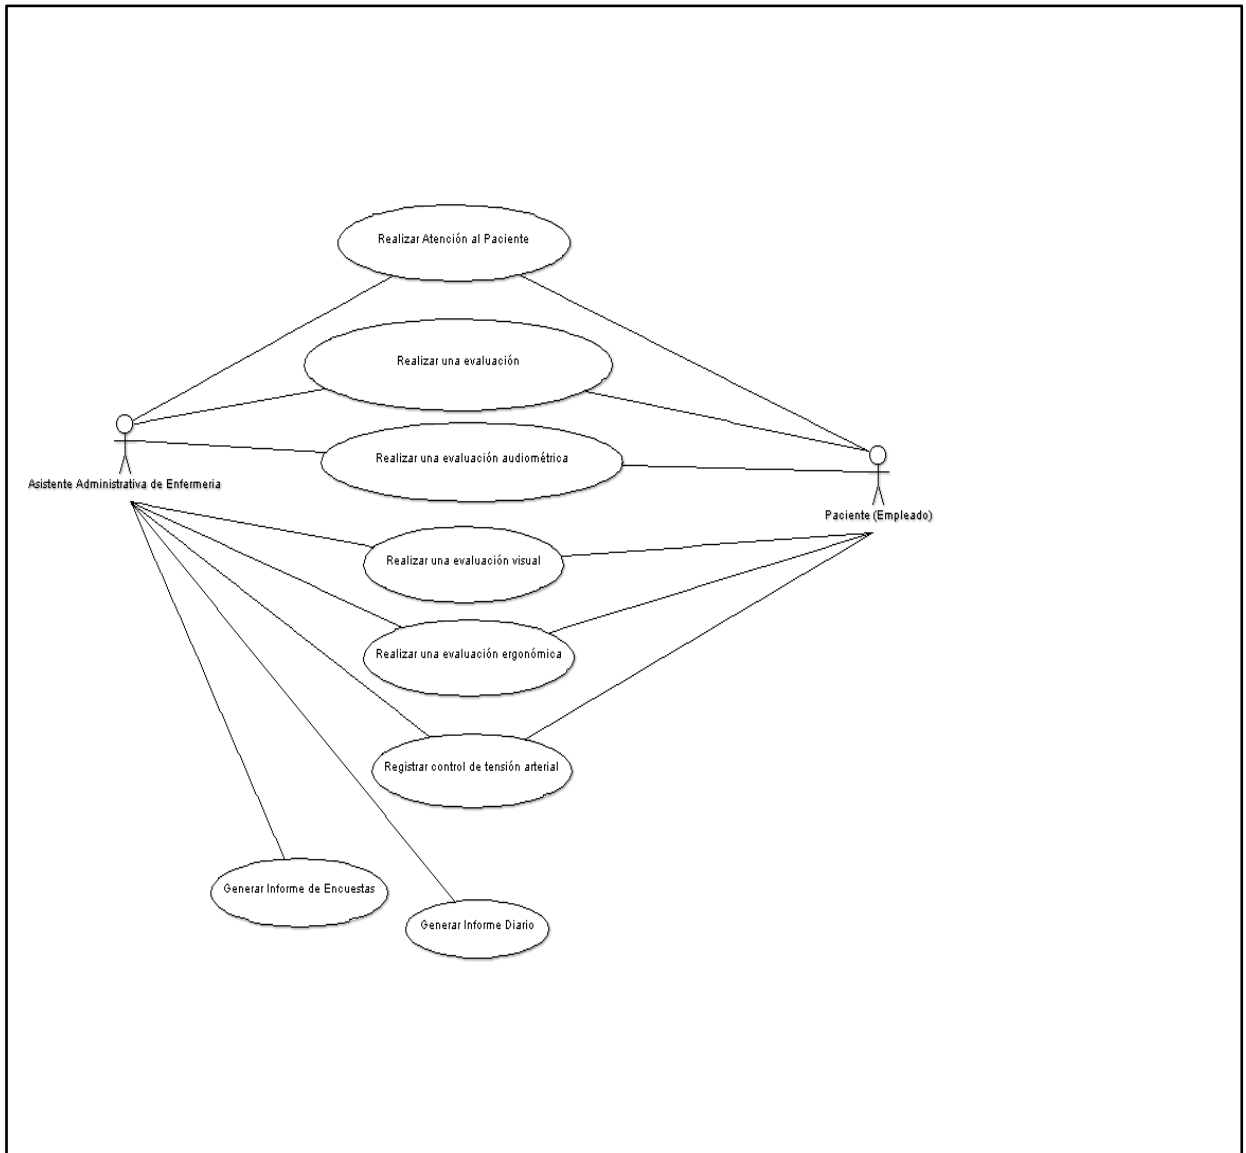 Realizar Atención al Paciente
Realizar una evaluación
Realizar una evaluación audiométrica
Asistente Administrativa de Enfermeria
Paciente (Empleado)
Realizar una evaluación visual
Realizar una evaluación ergonómica
Registrar control de tensión arterial
Generar Informe de Encuestas
Generar Informe Diario